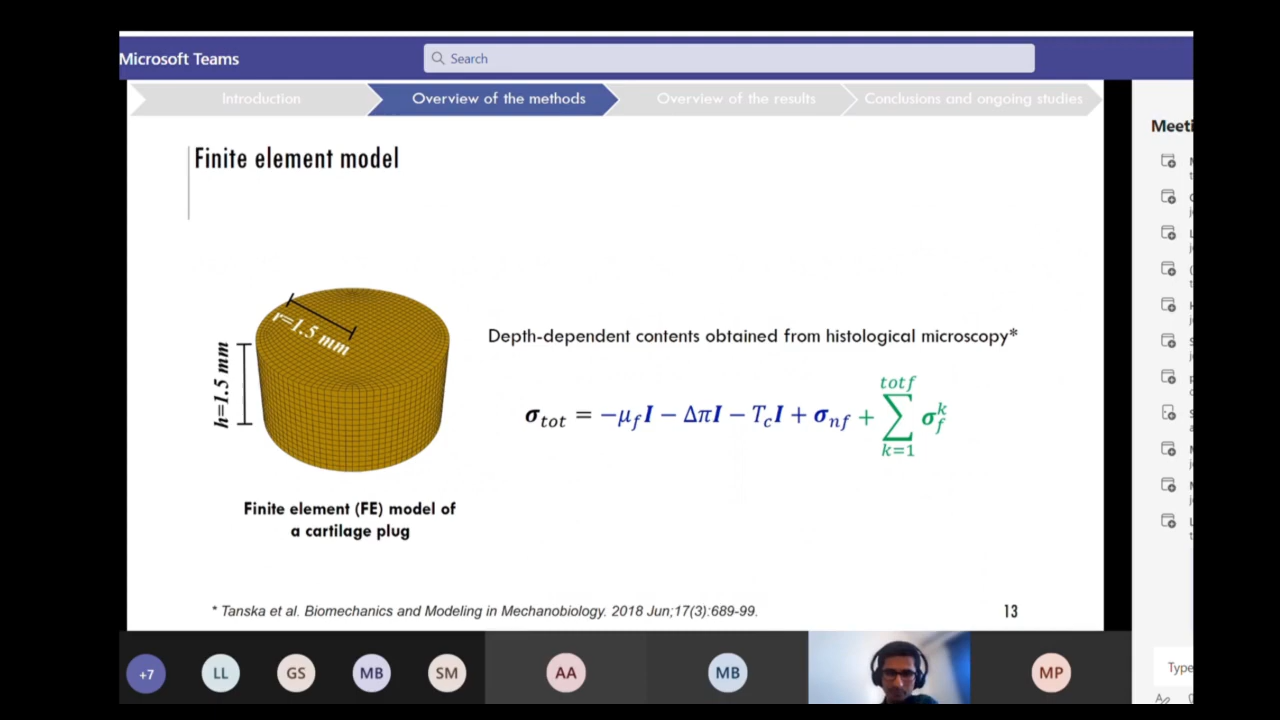 Microsoft Teams
Search
Introduction
Overview of the methods
Overview of the results
Conclusions and ongoing studies
Meeti
Finite element model
r=1.5 mm
h=1.5 mm
Depth-dependent contents obtained from histological microscopy*
σ_tot = −μ_f I − Δπ I − T_c I + σ_nf + ∑_{k=1}^{totf} σ_f^k
Finite element (FE) model of
a cartilage plug
* Tanska et al. Biomechanics and Modeling in Mechanobiology. 2018 Jun;17(3):689-99.
13
+7
LL
GS
MB
SM
AA
MB
MP
Type